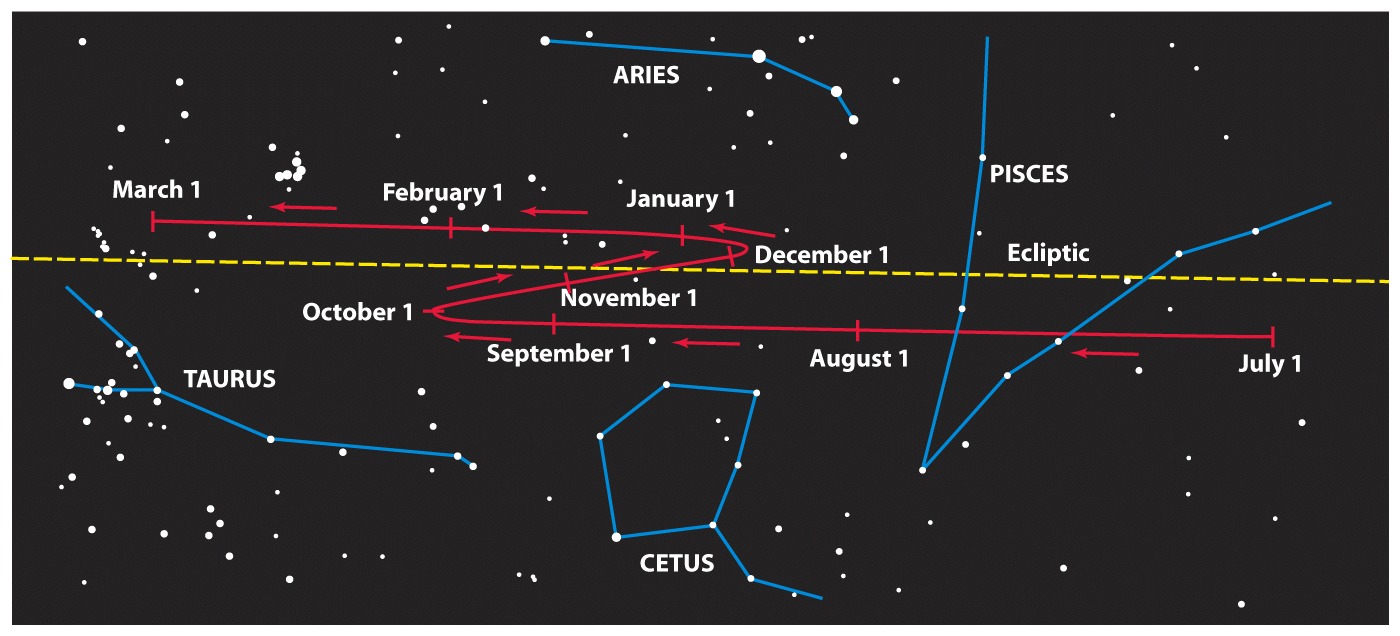 ARIES
PISCES
March 1
February 1
January 1
Ecliptic
December 1
November 1
October 1
September 1
August 1
July 1
TAURUS
CETUS